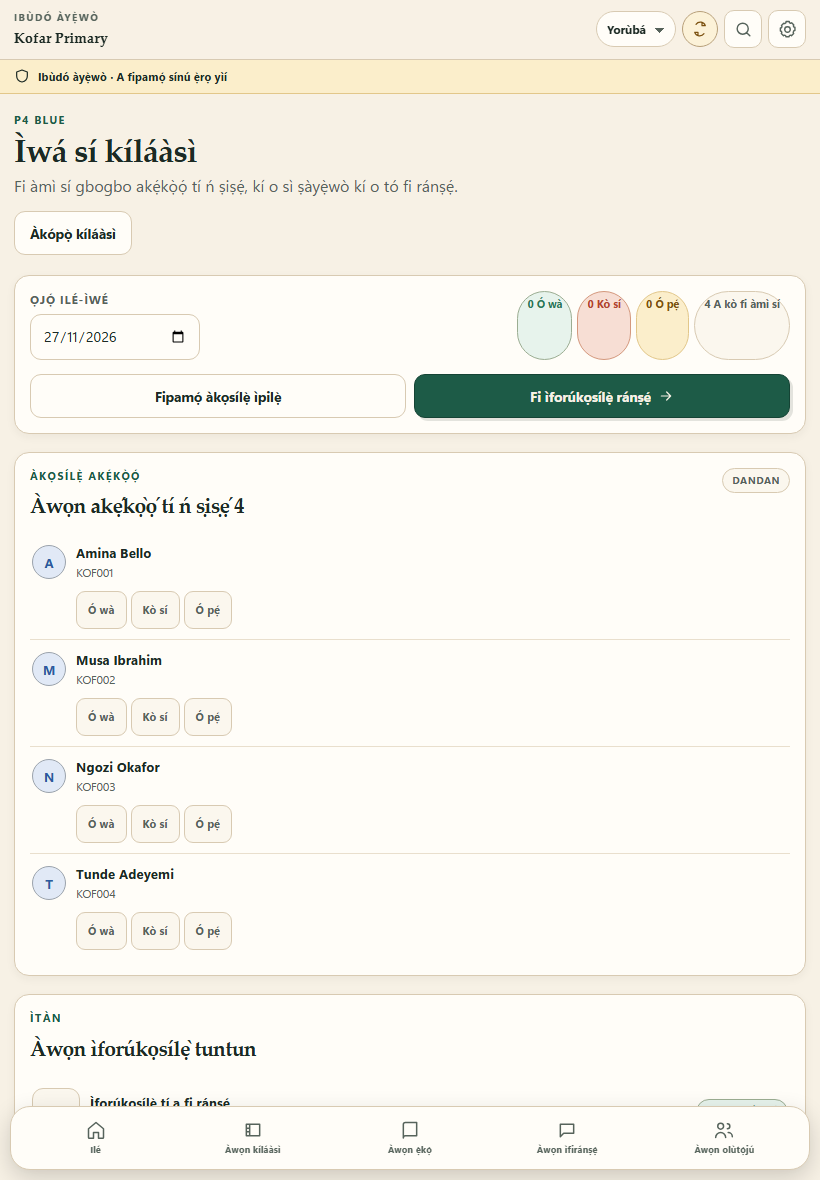 IBÙDÓ ÀYẸ̀WÒ
Kofar Primary
Yorùbá
Ibùdó àyẹ̀wò · A fipamọ́ sínú ẹ̀rọ yìí
P4 BLUE
Ìwá sí kíláàsì
Fi àmì sí gbogbo akẹ́kọ̀ọ́ tí ń ṣiṣẹ́, kí o sì ṣàyẹ̀wò kí o tó fi ránṣẹ́.
Àkópọ̀ kíláàsì
ỌJỌ́ ILÉ-ÌWÉ
0 Ó wà
0 Kò sí
0 Ó pẹ́
4 A kò fi àmì sí
27/11/2026
Fipamọ́ àkọsílẹ̀ ìpilẹ̀
Fi ìforúkọsílẹ̀ ránṣẹ́ →
ÀKỌSÍLẸ̀ AKẸ́KỌ̀Ọ́
DANDAN
Àwọn akẹ́kọ̀ọ́ tí ń ṣiṣẹ́ 4
A
Amina Bello
KOF001
Ó wà
Kò sí
Ó pẹ́
M
Musa Ibrahim
KOF002
Ó wà
Kò sí
Ó pẹ́
N
Ngozi Okafor
KOF003
Ó wà
Kò sí
Ó pẹ́
T
Tunde Adeyemi
KOF004
Ó wà
Kò sí
Ó pẹ́
ÌTÀN
Àwọn ìforúkọsílẹ̀ tuntun
Ìforúkọsílẹ̀ tí a fi ránṣẹ́
Ilé
Àwọn kíláàsì
Àwọn ẹ̀kọ́
Àwọn ìfiránṣẹ́
Àwọn olùtọ́jú